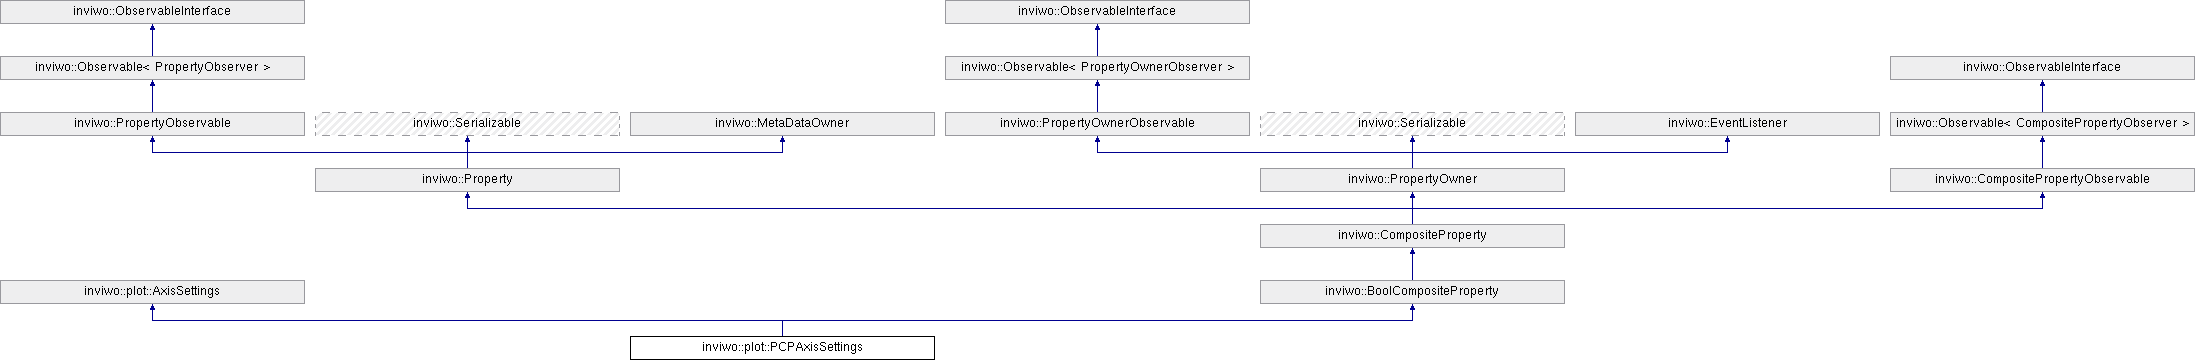 inviwo::ObservableInterface
inviwo::ObservableInterface
inviwo::Observable< PropertyObserver >
inviwo::Observable< PropertyOwnerObserver >
inviwo::ObservableInterface
inviwo::PropertyObservable
inviwo::Serializable
inviwo::MetaDataOwner
inviwo::PropertyOwnerObservable
inviwo::Serializable
inviwo::EventListener
inviwo::Observable< CompositePropertyObserver >
inviwo::Property
inviwo::PropertyOwner
inviwo::CompositePropertyObservable
inviwo::CompositeProperty
inviwo::plot::AxisSettings
inviwo::BoolCompositeProperty
inviwo::plot::PCPAxisSettings